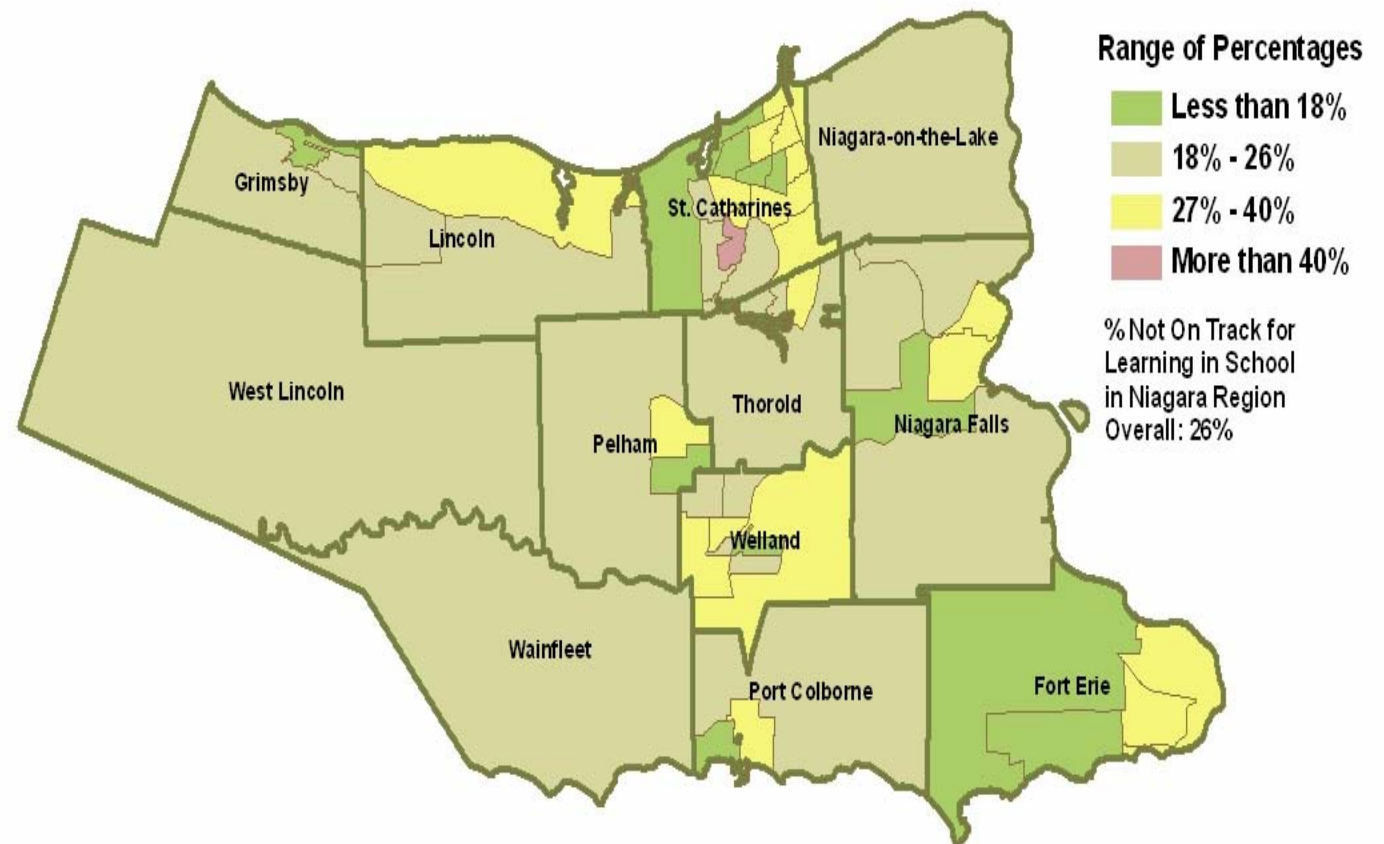 Range of Percentages
Less than 18%
18% - 26%
27% - 40%
More than 40%
% Not On Track for
Learning in School
in Niagara Region
Overall: 26%
Niagara-on-the-Lake
Grimsby
St. Catharines
Lincoln
West Lincoln
Thorold
Niagara Falls
Pelham
Welland
Wainfleet
Port Colborne
Fort Erie